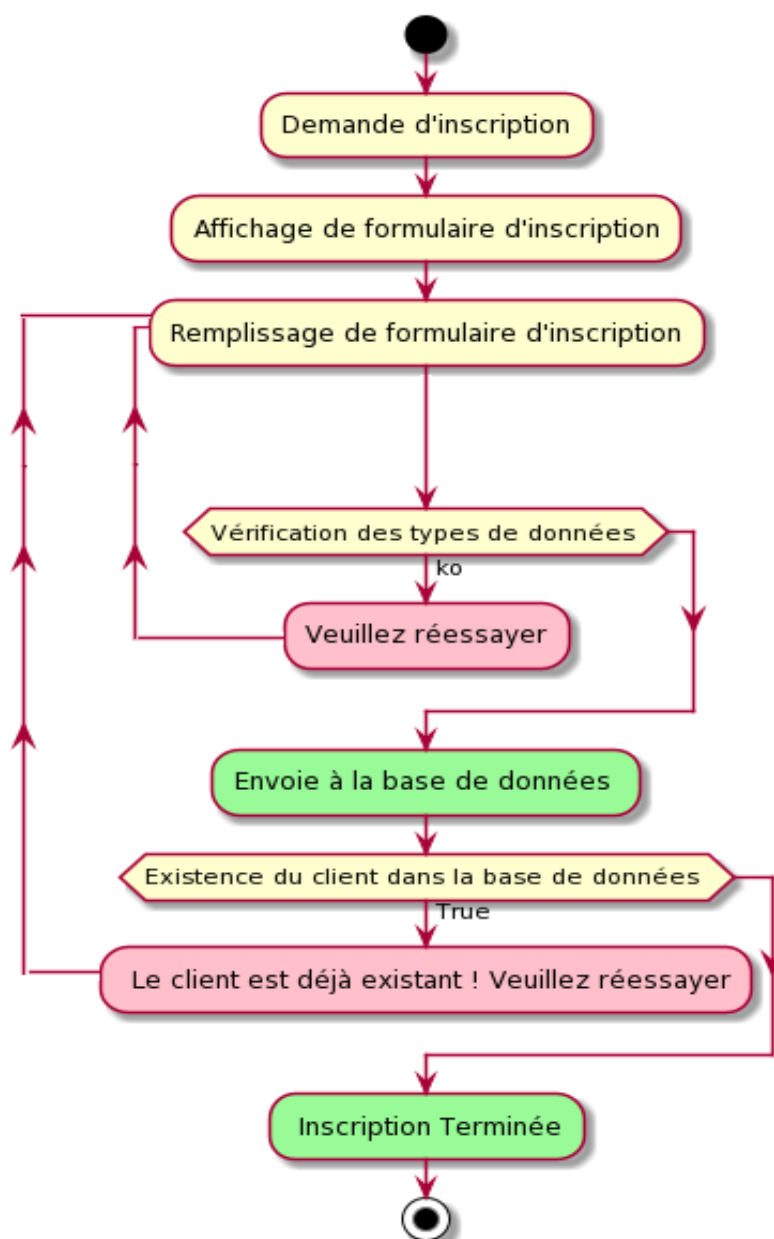 Demande d'inscription
Affichage de formulaire d'inscription
Remplissage de formulaire d'inscription
Vérification des types de données
ko
Veuillez réessayer
Envoie à la base de données
Existence du client dans la base de données
True
Le client est déjà existant ! Veuillez réessayer
Inscription Terminée